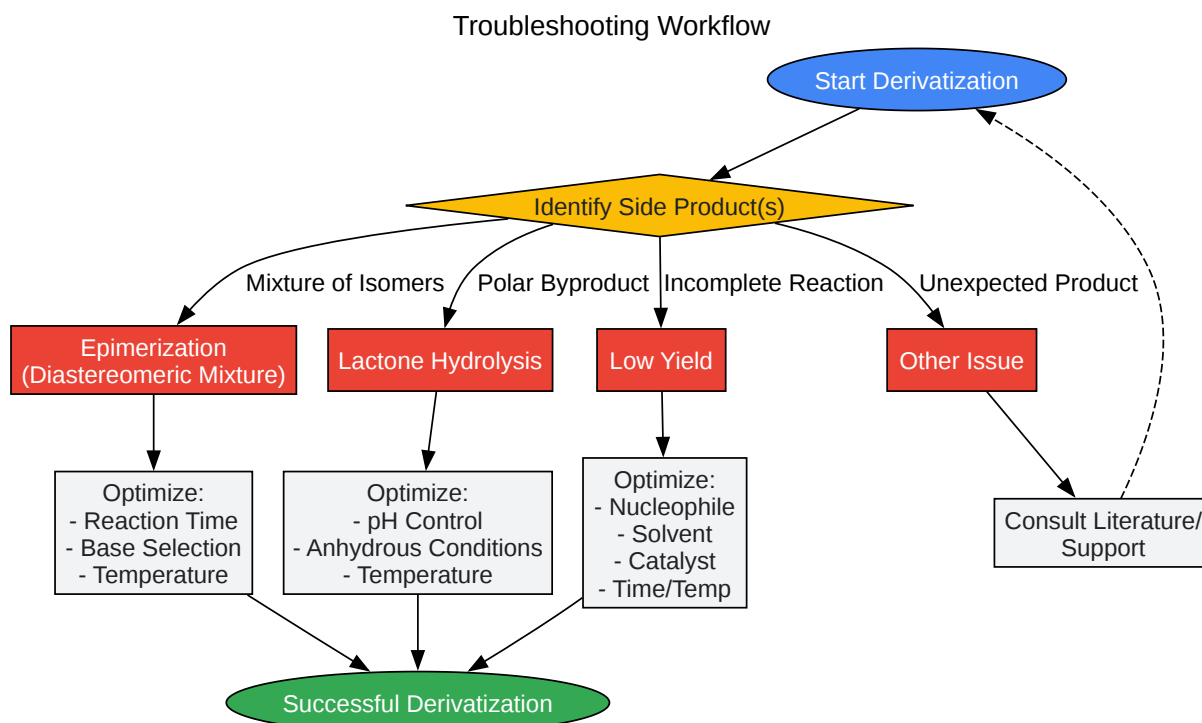 Troubleshooting Workflow
Start Derivatization
Identify Side Product(s)
Mixture of Isomers
Polar Byproduct
Incomplete Reaction
Unexpected Product
Epimerization
(Diastereomeric Mixture)
Lactone Hydrolysis
Low Yield
Other Issue
Optimize:
- Reaction Time
- Base Selection
- Temperature
Optimize:
- pH Control
- Anhydrous Conditions
- Temperature
Optimize:
- Nucleophile
- Solvent
- Catalyst
- Time/Temp
Consult Literature/
Support
Successful Derivatization